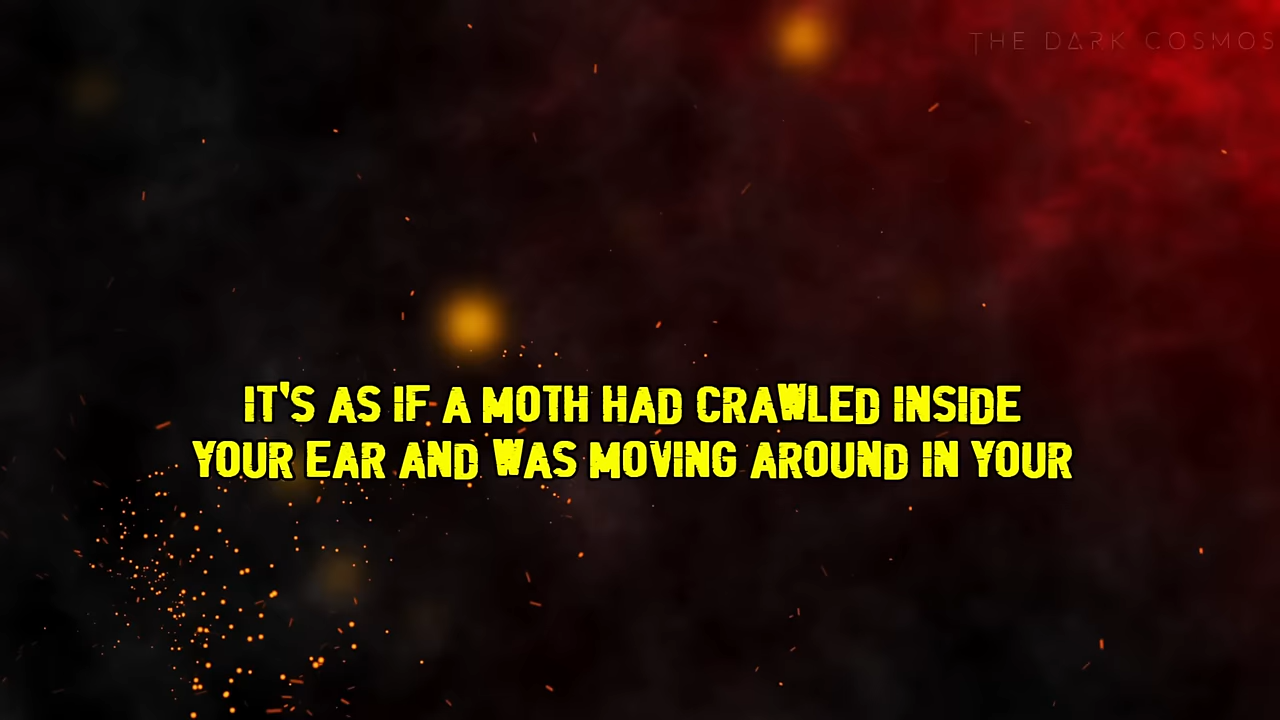 THE DARK COSMOS
IT'S AS IF A MOTH HAD CRAWLED INSIDE
YOUR EAR AND WAS MOVING AROUND IN YOUR